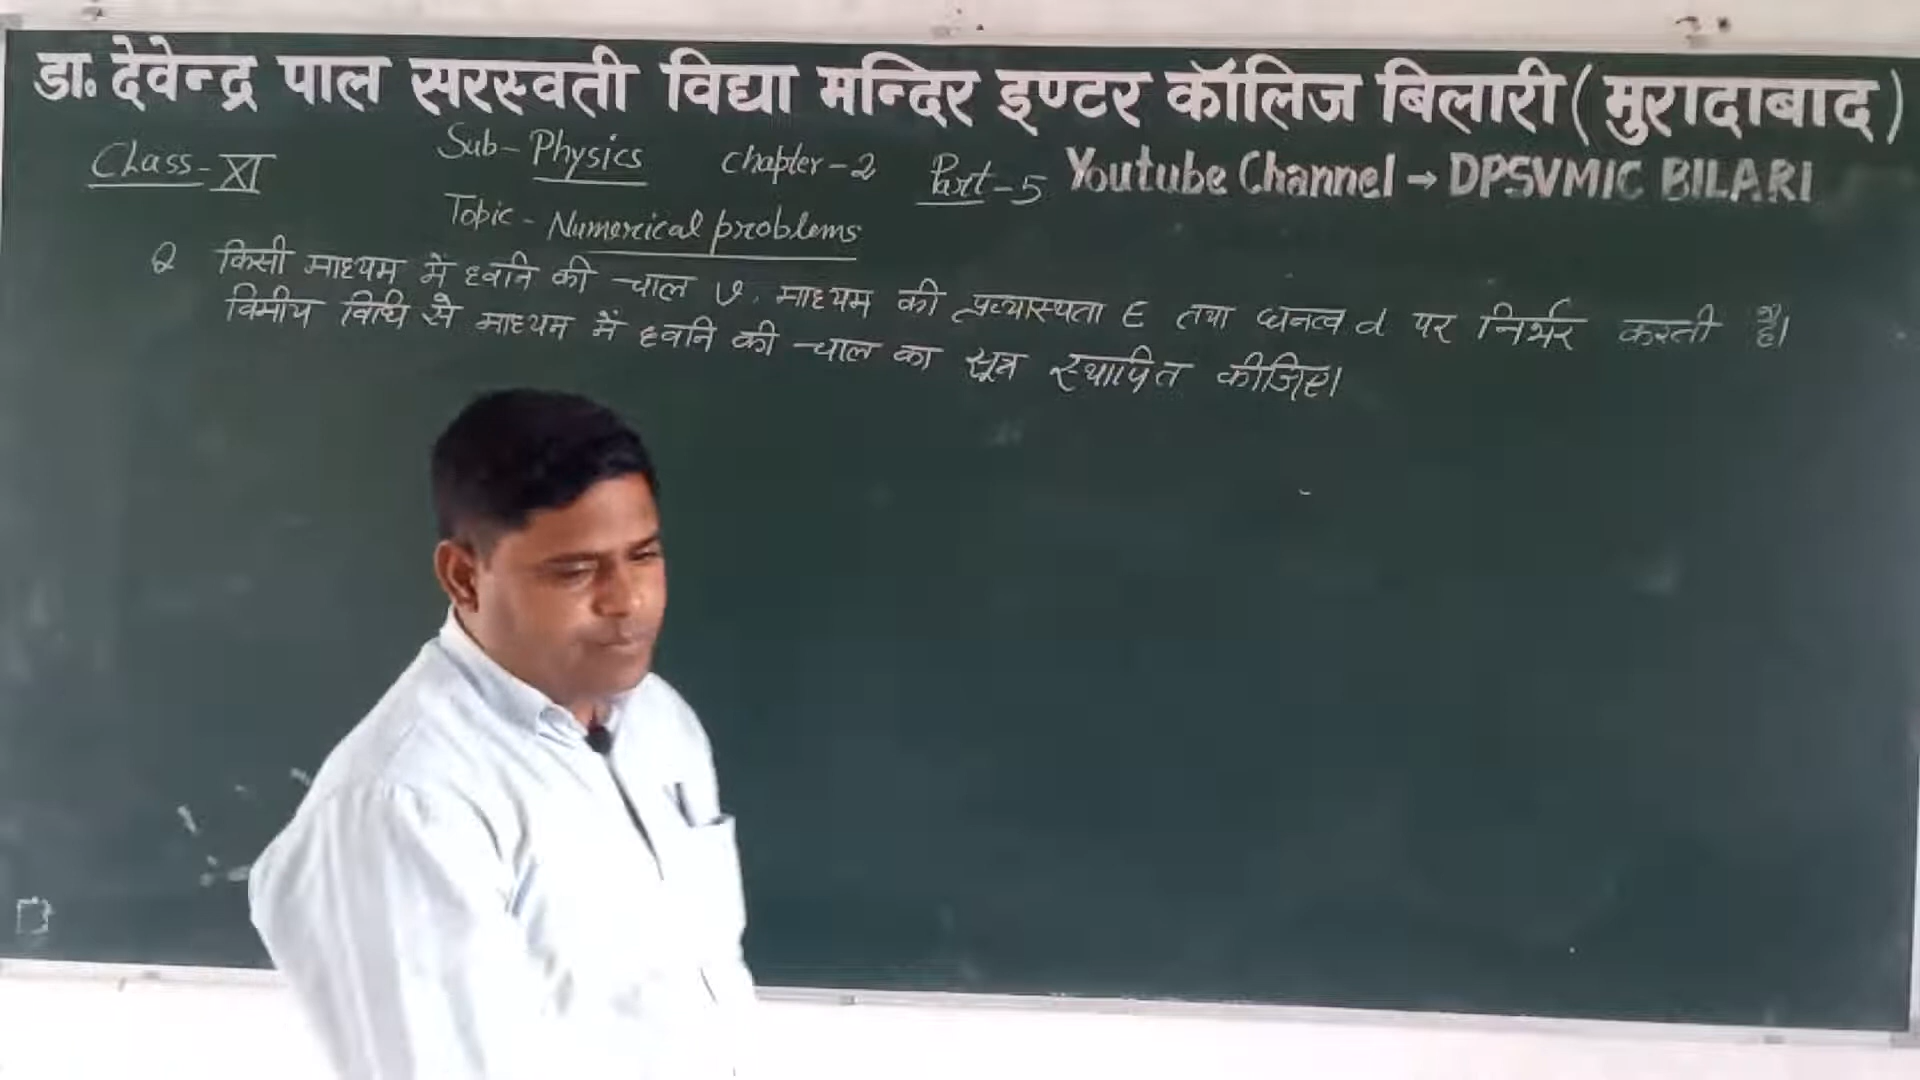 डा. देवेन्द्र पाल सरस्वती विद्या मन्दिर इण्टर कॉलिज बिलारी (मुरादाबाद)
Class-XI Sub-Physics chapter-2 Part-5 Youtube Channel → DPSVMIC BILARI
Topic - Numerical problems
Q किसी माध्यम में ध्वनि की चाल v, माध्यम की प्रत्यास्थता E तथा घनत्व d पर निर्भर करती है।
विमीय विधि से माध्यम में ध्वनि की चाल का सूत्र स्थापित कीजिए।